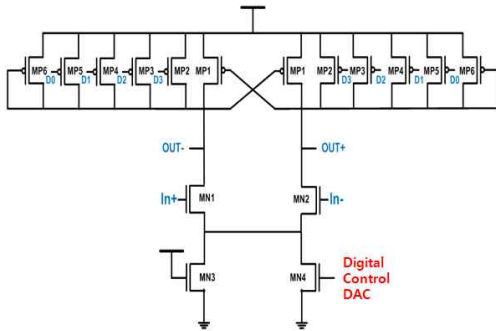 MP6 MP5 MP4 MP3 MP2 MP1 MP1 MP2 MP3 MP4 MP5 MP6
D0 D1 D2 D3 D3 D2 D1 D0
OUT- OUT+
In+ MN1 MN2 In-
MN3 MN4 Digital
Control
DAC